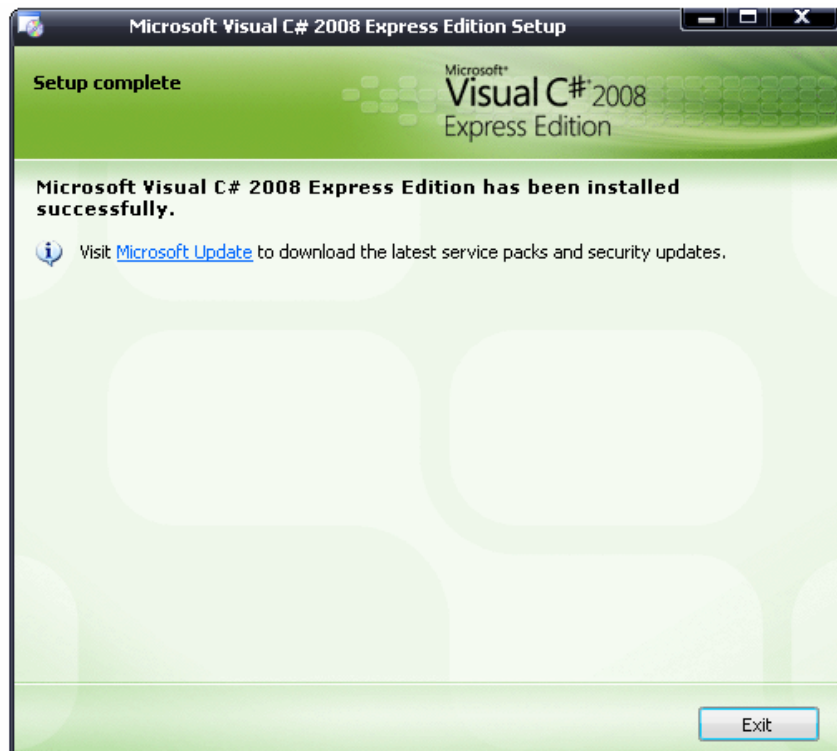 Microsoft Visual C# 2008 Express Edition Setup
Setup complete
Microsoft®
Visual C#® 2008
Express Edition
Microsoft Visual C# 2008 Express Edition has been installed
successfully.
Visit Microsoft Update to download the latest service packs and security updates.
Exit